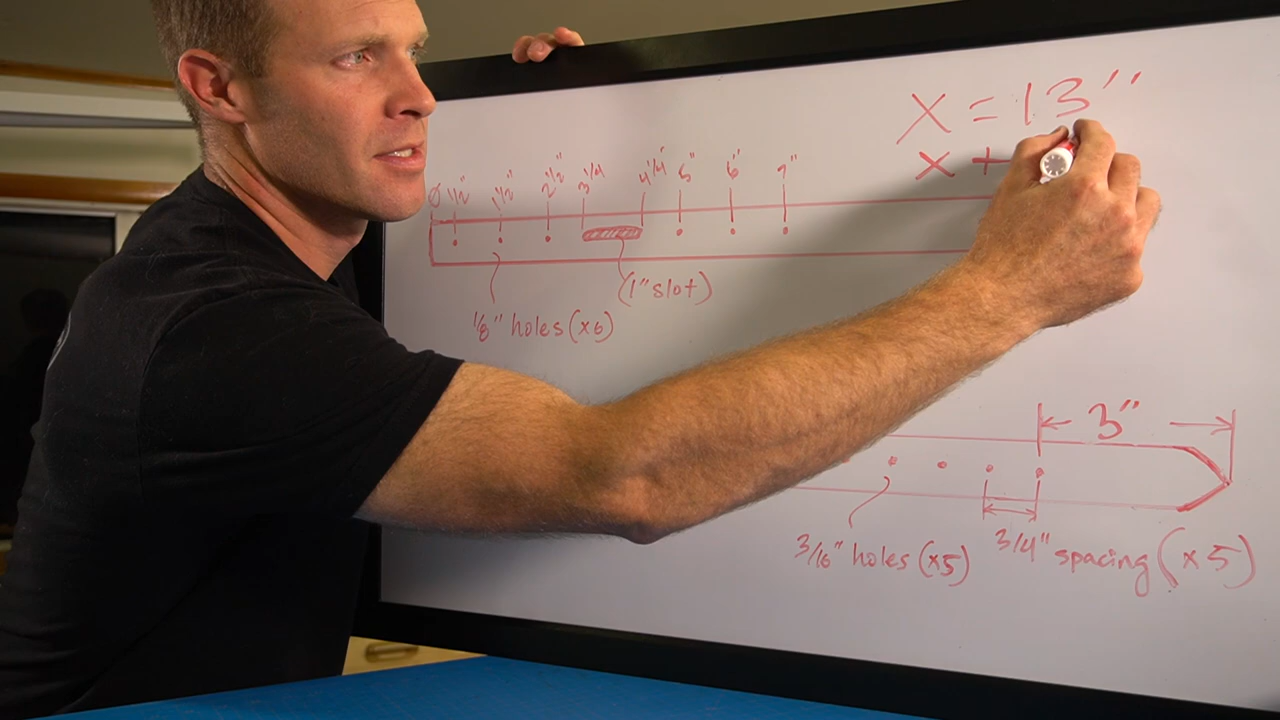 X = 13"
X +
Ø 1/2" 1 1/2" 2 1/2" 3 1/4 4 1/4" 5" 6" 7"
(1" slot)
1/8" holes (x6)
3"
3/16" holes (x5) 3/4" spacing (x5)